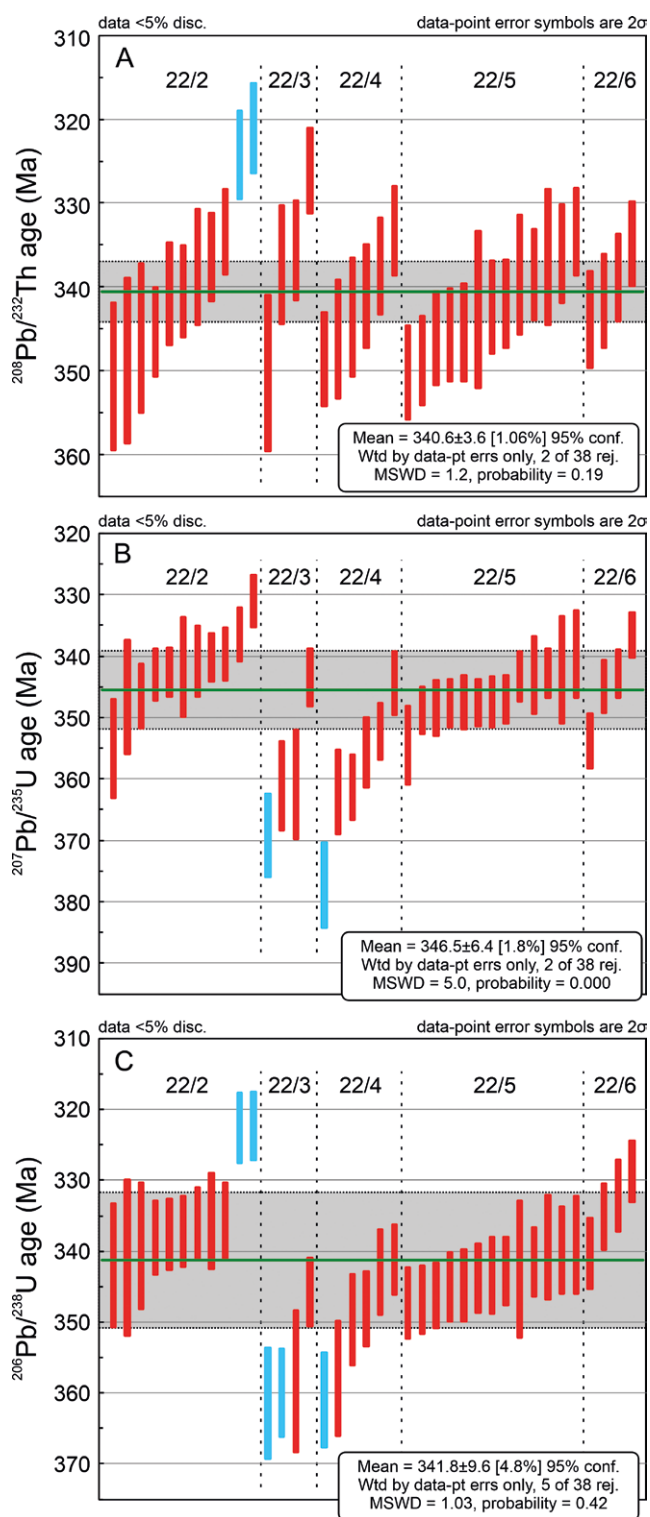 data <5% disc. data-point error symbols are 2σ
310
A
22/2 22/3 22/4 22/5 22/6
320
330
340
350
360
208Pb/232Th age (Ma)
Mean = 340.6±3.6 [1.06%] 95% conf.
Wtd by data-pt errs only, 2 of 38 rej.
MSWD = 1.2, probability = 0.19
data <5% disc. data-point error symbols are 2σ
320
B
22/2 22/3 22/4 22/5 22/6
330
340
350
360
370
380
390
207Pb/235U age (Ma)
Mean = 346.5±6.4 [1.8%] 95% conf.
Wtd by data-pt errs only, 2 of 38 rej.
MSWD = 5.0, probability = 0.000
data <5% disc. data-point error symbols are 2σ
310
C
22/2 22/3 22/4 22/5 22/6
320
330
340
350
360
370
206Pb/238U age (Ma)
Mean = 341.8±9.6 [4.8%] 95% conf.
Wtd by data-pt errs only, 5 of 38 rej.
MSWD = 1.03, probability = 0.42